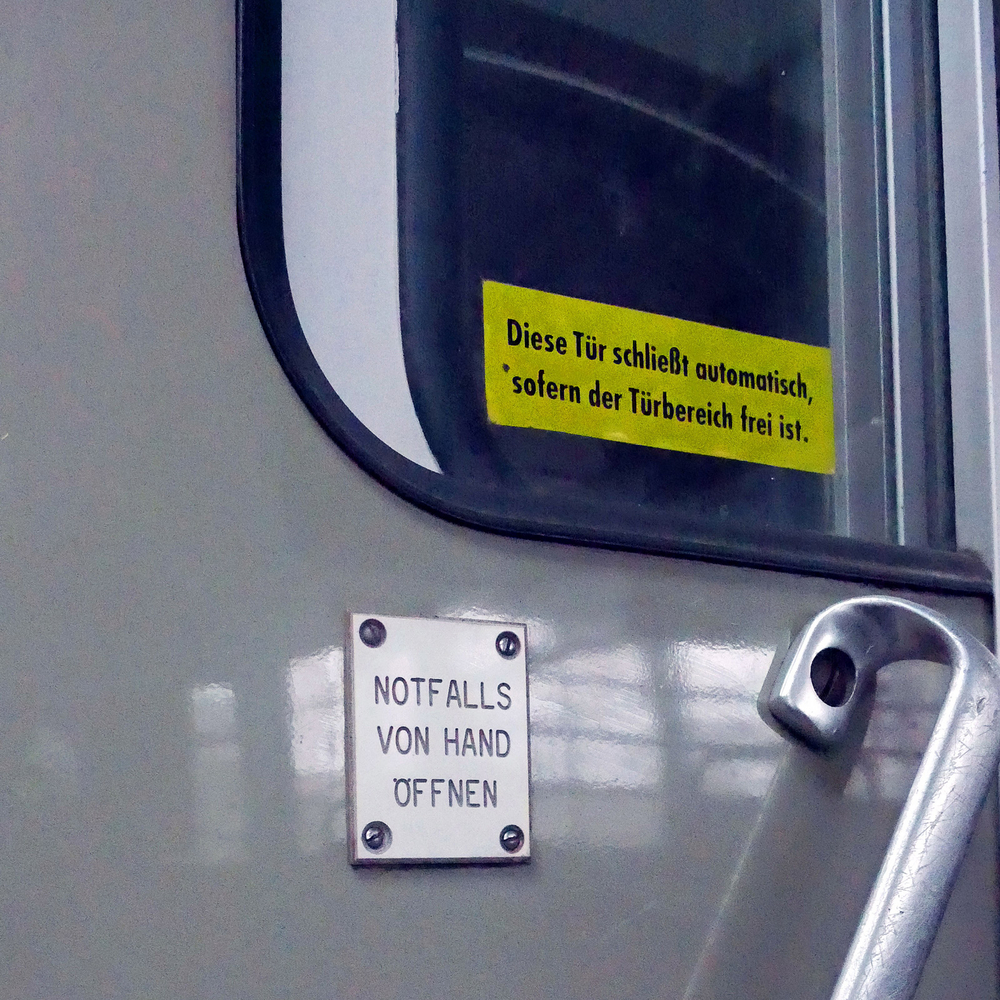 Diese Tür schließt automatisch,
sofern der Türbereich frei ist.
NOTFALLS
VON HAND
ÖFFNEN